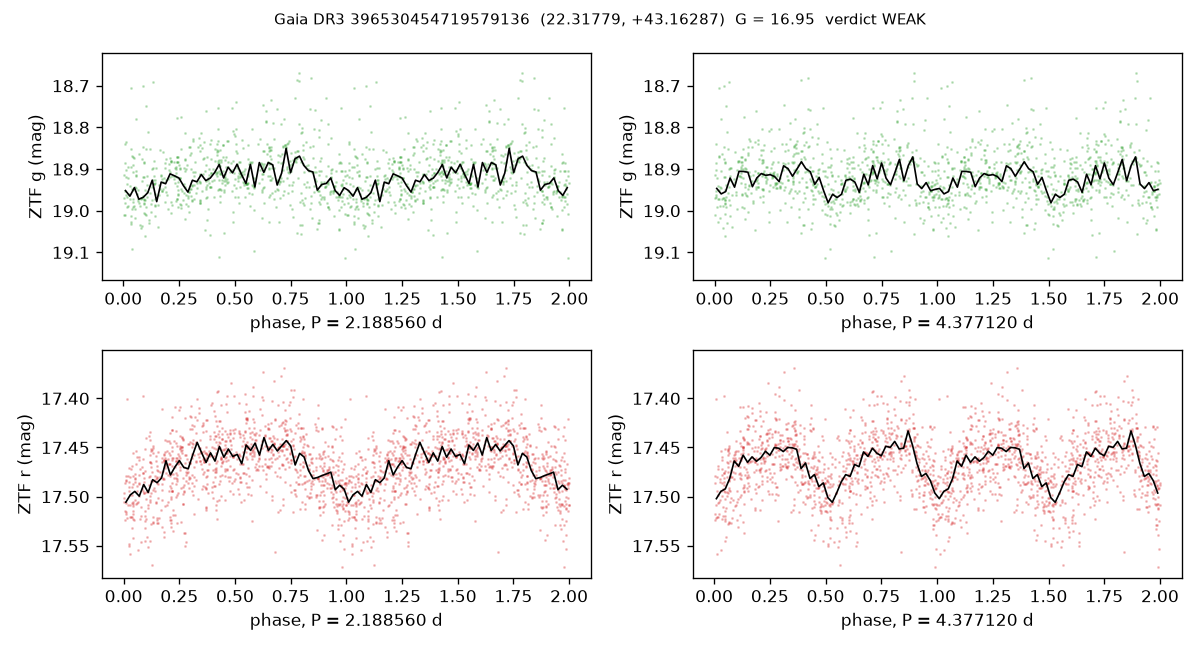 Gaia DR3 396530454719579136  (22.31779, +43.16287)  G = 16.95  verdict WEAK
ZTF g (mag)
18.7
18.8
18.9
19.0
19.1
0.00 0.25 0.50 0.75 1.00 1.25 1.50 1.75 2.00
phase, P = 2.188560 d
ZTF g (mag)
18.7
18.8
18.9
19.0
19.1
0.00 0.25 0.50 0.75 1.00 1.25 1.50 1.75 2.00
phase, P = 4.377120 d
ZTF r (mag)
17.40
17.45
17.50
17.55
0.00 0.25 0.50 0.75 1.00 1.25 1.50 1.75 2.00
phase, P = 2.188560 d
ZTF r (mag)
17.40
17.45
17.50
17.55
0.00 0.25 0.50 0.75 1.00 1.25 1.50 1.75 2.00
phase, P = 4.377120 d